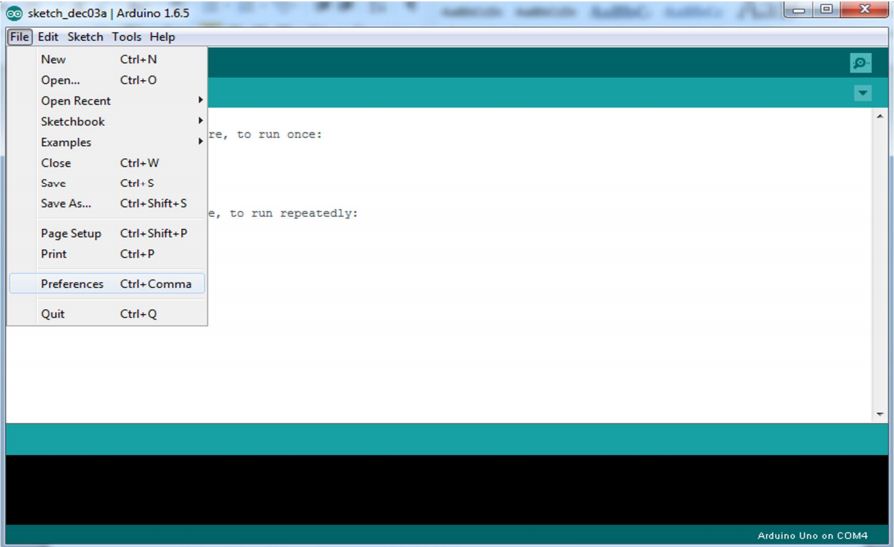 sketch_dec03a | Arduino 1.6.5
File Edit Sketch Tools Help
New Ctrl+N
Open... Ctrl+O
Open Recent
Sketchbook
Examples
Close Ctrl+W
Save Ctrl+S
Save As... Ctrl+Shift+S
Page Setup Ctrl+Shift+P
Print Ctrl+P
Preferences Ctrl+Comma
Quit Ctrl+Q
re, to run once:
e, to run repeatedly:
Arduino Uno on COM4